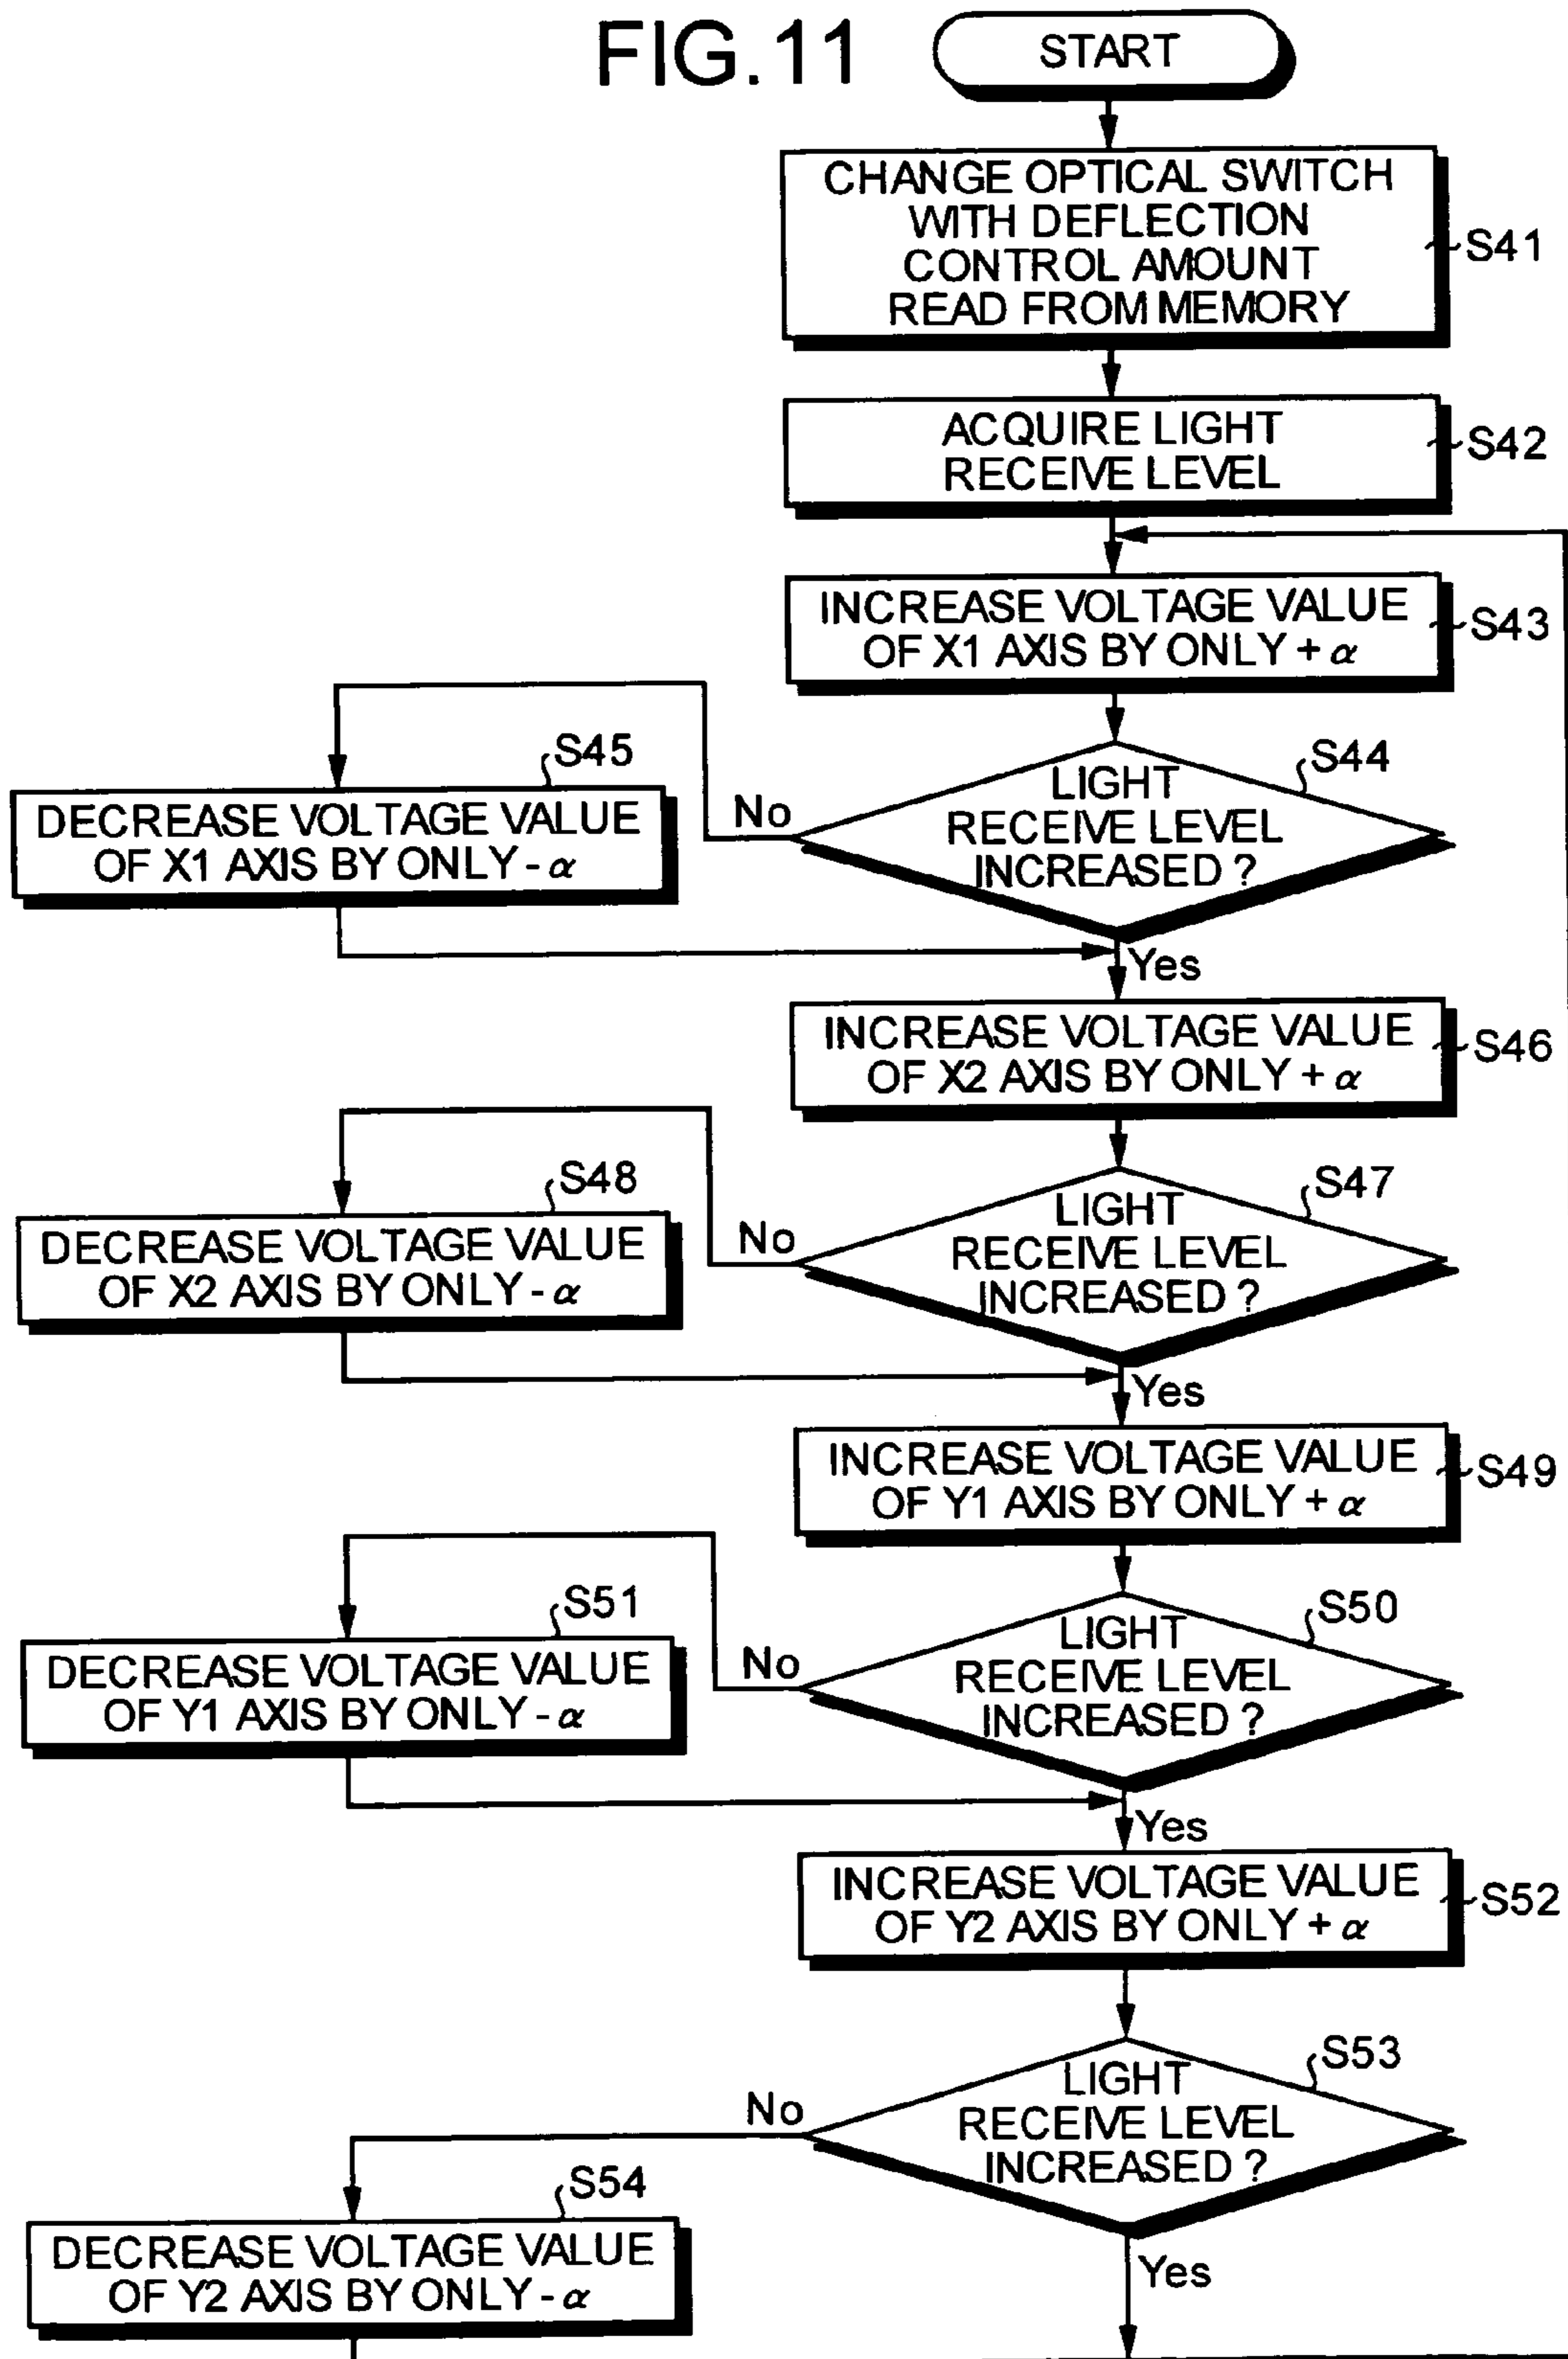 FIG.11
START
CHANGE OPTICAL SWITCH
WITH DEFLECTION
CONTROL AMOUNT
READ FROM MEMORY
S41
ACQUIRE LIGHT
RECEIVE LEVEL
S42
INCREASE VOLTAGE VALUE
OF X1 AXIS BY ONLY + α
S43
LIGHT
RECEIVE LEVEL
INCREASED ?
S44
No
S45
DECREASE VOLTAGE VALUE
OF X1 AXIS BY ONLY - α
Yes
INCREASE VOLTAGE VALUE
OF X2 AXIS BY ONLY + α
S46
LIGHT
RECEIVE LEVEL
INCREASED ?
S47
No
S48
DECREASE VOLTAGE VALUE
OF X2 AXIS BY ONLY - α
Yes
INCREASE VOLTAGE VALUE
OF Y1 AXIS BY ONLY + α
S49
LIGHT
RECEIVE LEVEL
INCREASED ?
S50
No
S51
DECREASE VOLTAGE VALUE
OF Y1 AXIS BY ONLY - α
Yes
INCREASE VOLTAGE VALUE
OF Y2 AXIS BY ONLY + α
S52
LIGHT
RECEIVE LEVEL
INCREASED ?
S53
No
S54
DECREASE VOLTAGE VALUE
OF Y2 AXIS BY ONLY - α
Yes